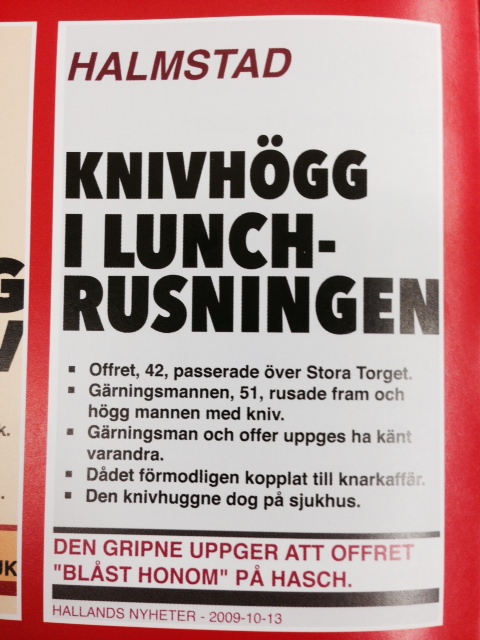 HALMSTAD
KNIVHÖGG
I LUNCH-
RUSNINGEN
▪ Offret, 42, passerade över Stora Torget.
▪ Gärningsmannen, 51, rusade fram och
högg mannen med kniv.
▪ Gärningsman och offer uppges ha känt
varandra.
▪ Dådet förmodligen kopplat till knarkaffär.
▪ Den knivhuggne dog på sjukhus.
DEN GRIPNE UPPGER ATT OFFRET
"BLÅST HONOM" PÅ HASCH.
HALLANDS NYHETER - 2009-10-13